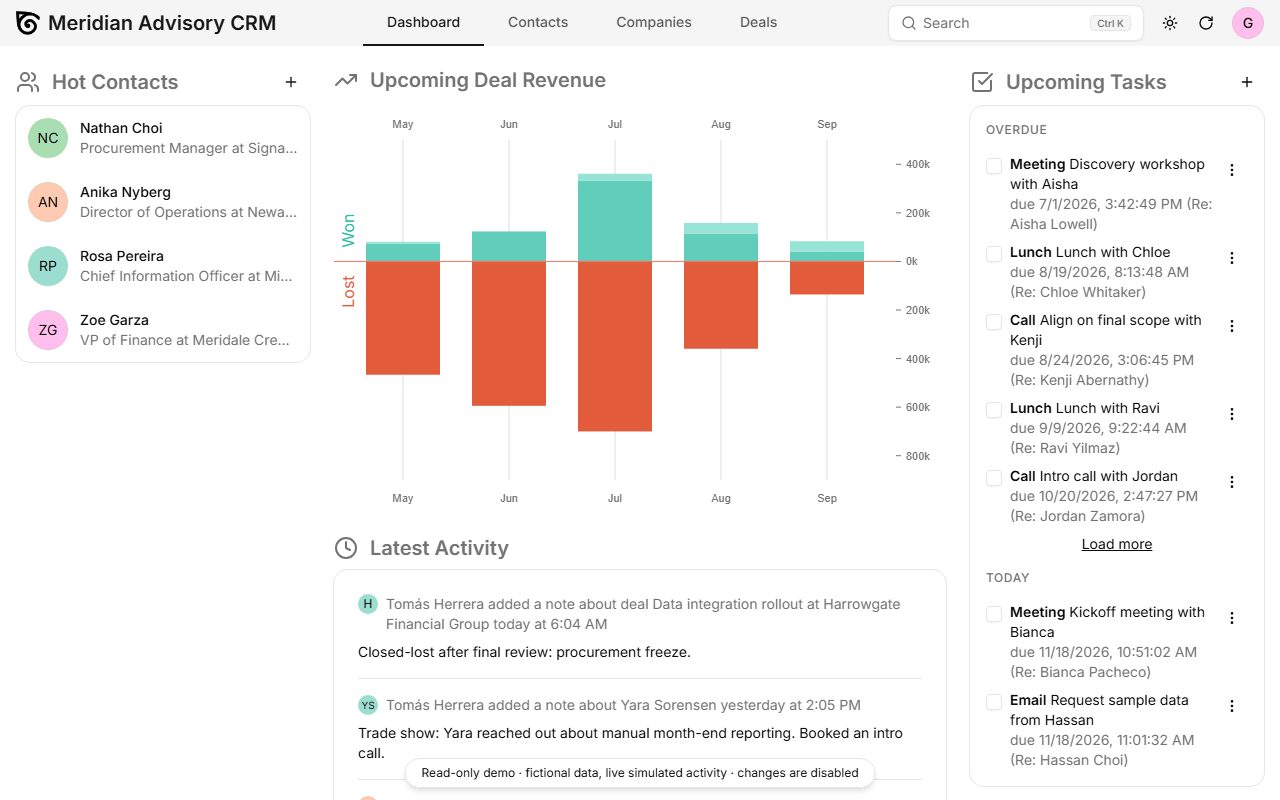 Meridian Advisory CRM
Dashboard
Contacts
Companies
Deals
Search
Ctrl K
G
Hot Contacts
NC
Nathan Choi
Procurement Manager at Signa...
AN
Anika Nyberg
Director of Operations at Newa...
RP
Rosa Pereira
Chief Information Officer at Mi...
ZG
Zoe Garza
VP of Finance at Meridale Cre...
Upcoming Deal Revenue
May Jun Jul Aug Sep
400k
200k
0k
200k
400k
600k
800k
Won
Lost
May Jun Jul Aug Sep
Latest Activity
H
Tomás Herrera added a note about deal Data integration rollout at Harrowgate
Financial Group today at 6:04 AM
Closed-lost after final review: procurement freeze.
YS
Tomás Herrera added a note about Yara Sorensen yesterday at 2:05 PM
Trade show: Yara reached out about manual month-end reporting. Booked an intro
call.
Read-only demo · fictional data, live simulated activity · changes are disabled
Upcoming Tasks
OVERDUE
Meeting Discovery workshop
with Aisha
due 7/1/2026, 3:42:49 PM (Re:
Aisha Lowell)
Lunch Lunch with Chloe
due 8/19/2026, 8:13:48 AM
(Re: Chloe Whitaker)
Call Align on final scope with
Kenji
due 8/24/2026, 3:06:45 PM
(Re: Kenji Abernathy)
Lunch Lunch with Ravi
due 9/9/2026, 9:22:44 AM
(Re: Ravi Yilmaz)
Call Intro call with Jordan
due 10/20/2026, 2:47:27 PM
(Re: Jordan Zamora)
Load more
TODAY
Meeting Kickoff meeting with
Bianca
due 11/18/2026, 10:51:02 AM
(Re: Bianca Pacheco)
Email Request sample data
from Hassan
due 11/18/2026, 11:01:32 AM
(Re: Hassan Choi)